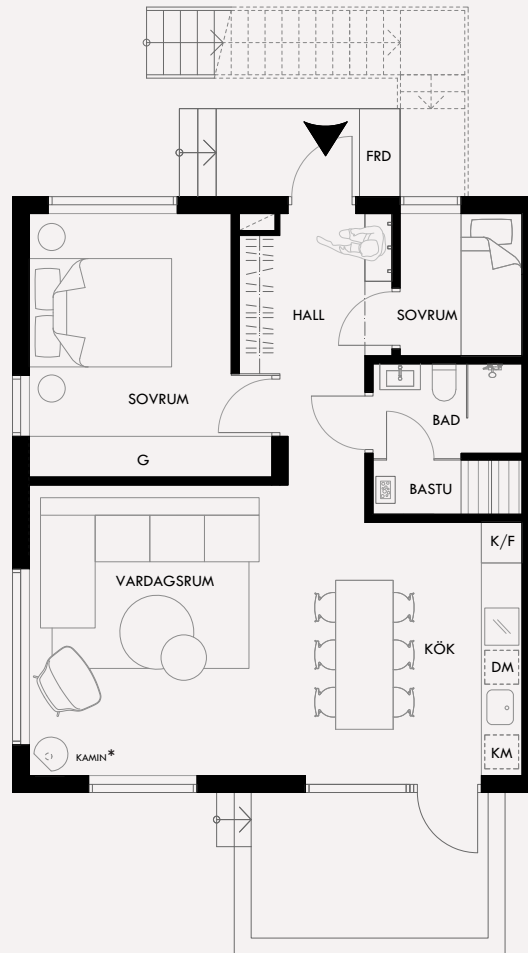 FRD
HALL
SOVRUM
SOVRUM
BAD
G
BASTU
K/F
VARDAGSRUM
KÖK
DM
KAMIN*
KM